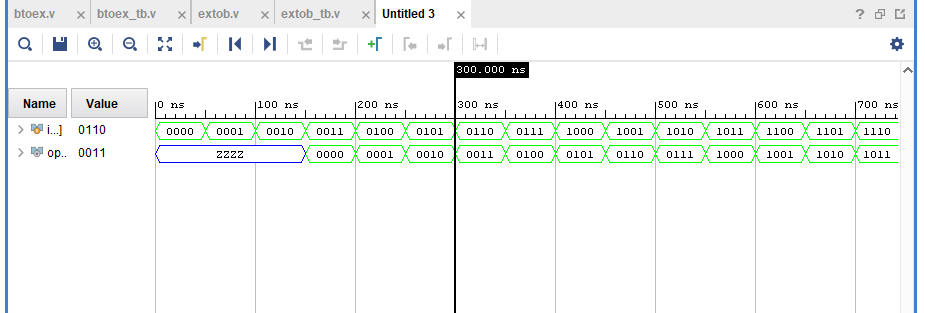 btoex.v btoex_tb.v extob.v extob_tb.v Untitled 3 ?
300.000 ns
Name Value 0 ns 100 ns 200 ns 300 ns 400 ns 500 ns 600 ns 700 ns
i...] 0110 0000 0001 0010 0011 0100 0101 0110 0111 1000 1001 1010 1011 1100 1101 1110
op.. 0011 ZZZZ 0000 0001 0010 0011 0100 0101 0110 0111 1000 1001 1010 1011